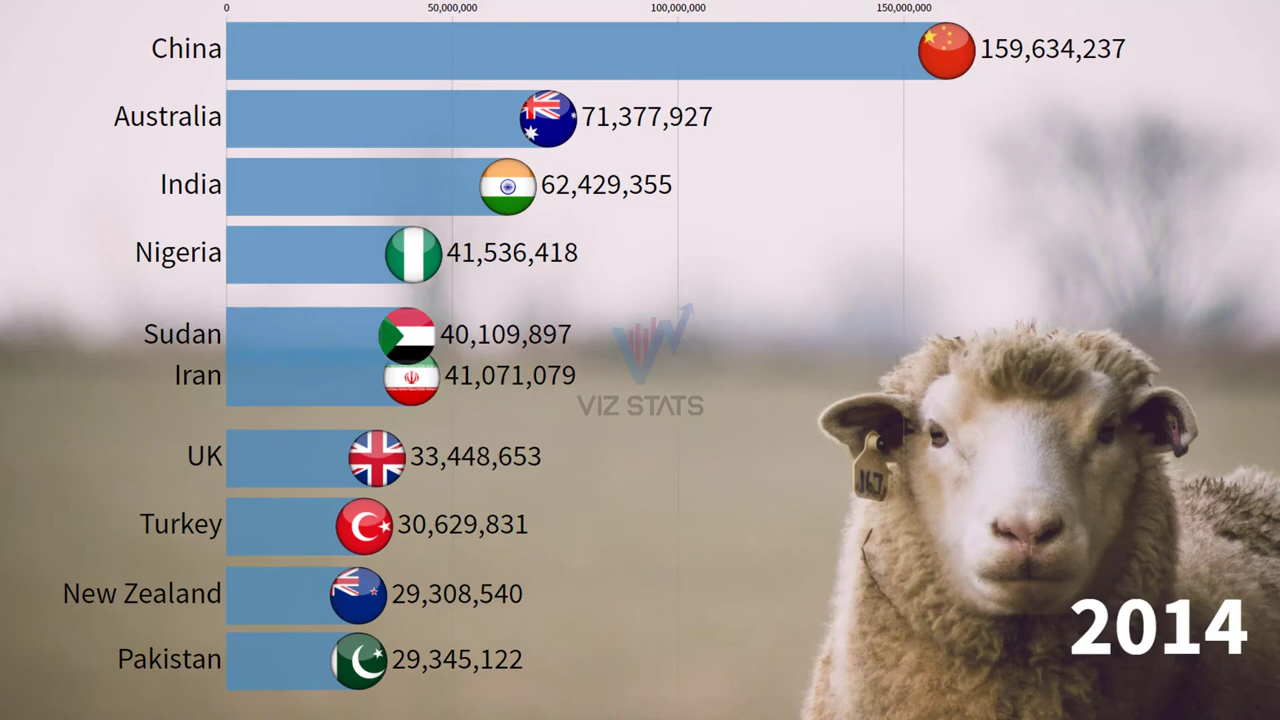 0 50,000,000 100,000,000 150,000,000
China 159,634,237
Australia 71,377,927
India 62,429,355
Nigeria 41,536,418
Sudan 40,109,897
Iran 41,071,079
VIZ STATS
UK 33,448,653
167
Turkey 30,629,831
New Zealand 29,308,540
2014
Pakistan 29,345,122